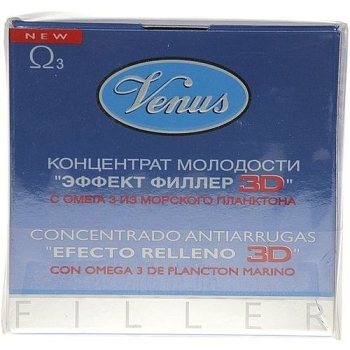 NEW
Ω3
Venus
КОНЦЕНТРАТ МОЛОДОСТИ
"ЭФФЕКТ ФИЛЛЕР 3D"
С ОМЕГА 3 ИЗ МОРСКОГО ПЛАНКТОНА
CONCENTRADO ANTIARRUGAS
"EFECTO RELLENO 3D"
CON OMEGA 3 DE PLANCTON MARINO
FILLER